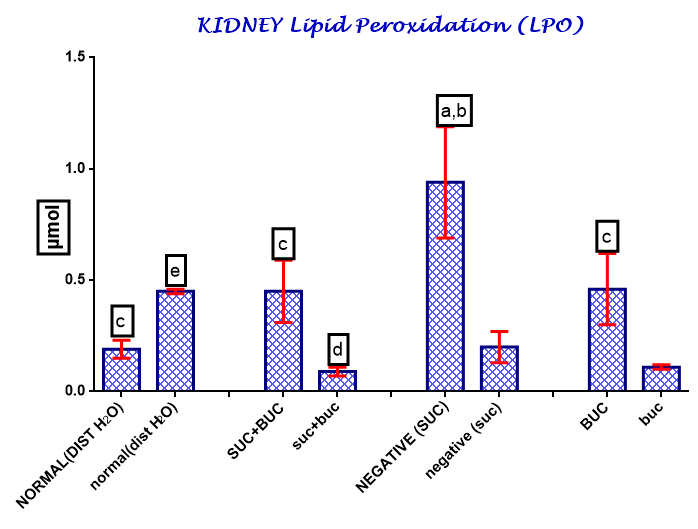 KIDNEY Lipid Peroxidation (LPO)
1.5
1.0
0.5
0.0
µmol
c
e
c
d
a,b
c
NORMAL(DIST H2O)
normal(dist H2O)
SUC+BUC
suc+buc
NEGATIVE (SUC)
negative (suc)
BUC
buc